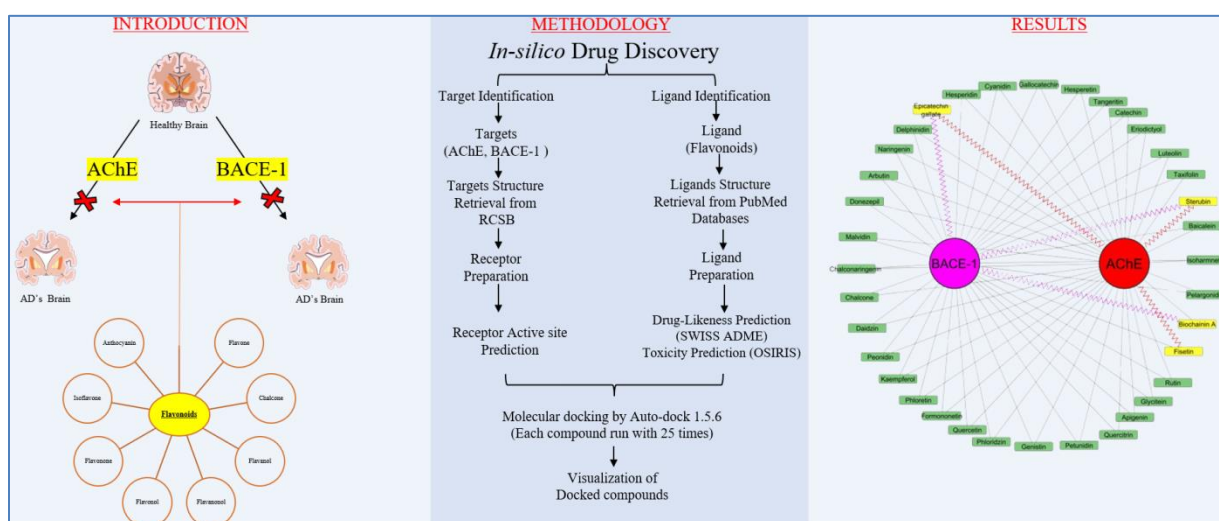 INTRODUCTION
Healthy Brain
AChE
BACE-1
AD's Brain
AD's Brain
Anthocyanin
Flavone
Isoflavone
Chalcone
Flavonoids
Flavonone
Flavanol
Flavonol
Flavanonol
METHODOLOGY
In-silico Drug Discovery
Target Identification
Ligand Identification
Targets
(AChE, BACE-1 )
Ligand
(Flavonoids)
Targets Structure
Retrieval from
RCSB
Ligands Structure
Retrieval from PubMed
Databases
Receptor
Preparation
Ligand
Preparation
Receptor Active site
Prediction
Drug-Likeness Prediction
(SWISS ADME)
Toxicity Prediction (OSIRIS)
Molecular docking by Auto-dock 1.5.6
(Each compound run with 25 times)
Visualization of
Docked compounds
RESULTS
Gallocatechin
Cyanidin
Hesperetin
Hesperidin
Tangeritin
Epicatechin
gallate
Catechin
Delphinidin
Eriodictyol
Naringenin
Luteolin
Arbutin
Taxifolin
Donezepil
Sterubin
Malvidin
Baicalein
BACE-1
AChE
Isoharmne
Chalconaringerin
Chalcone
Pelargonid
Daidzin
Biochainin A
Peonidin
Fisetin
Kaempferol
Rutin
Phloretin
Glycitein
Formononetin
Apigenin
Quercetin
Quercitrin
Phloridzin
Genistin
Petunidin